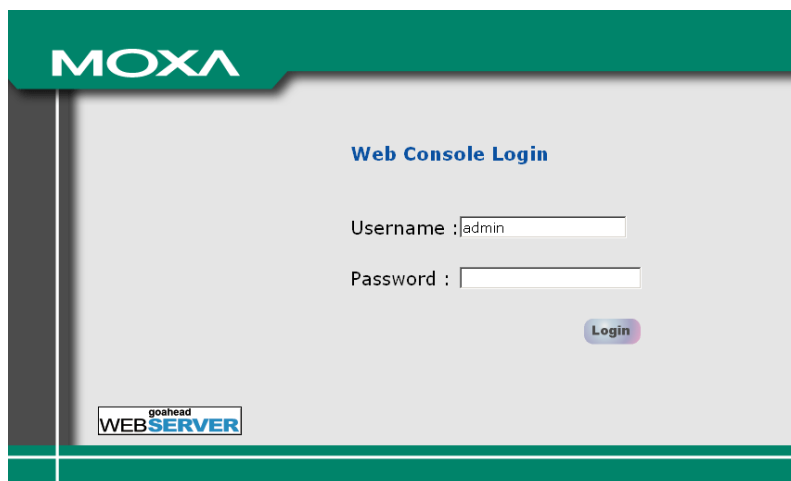 MOXA
Web Console Login
Username : admin
Password :
Login
goahead
WEBSERVER